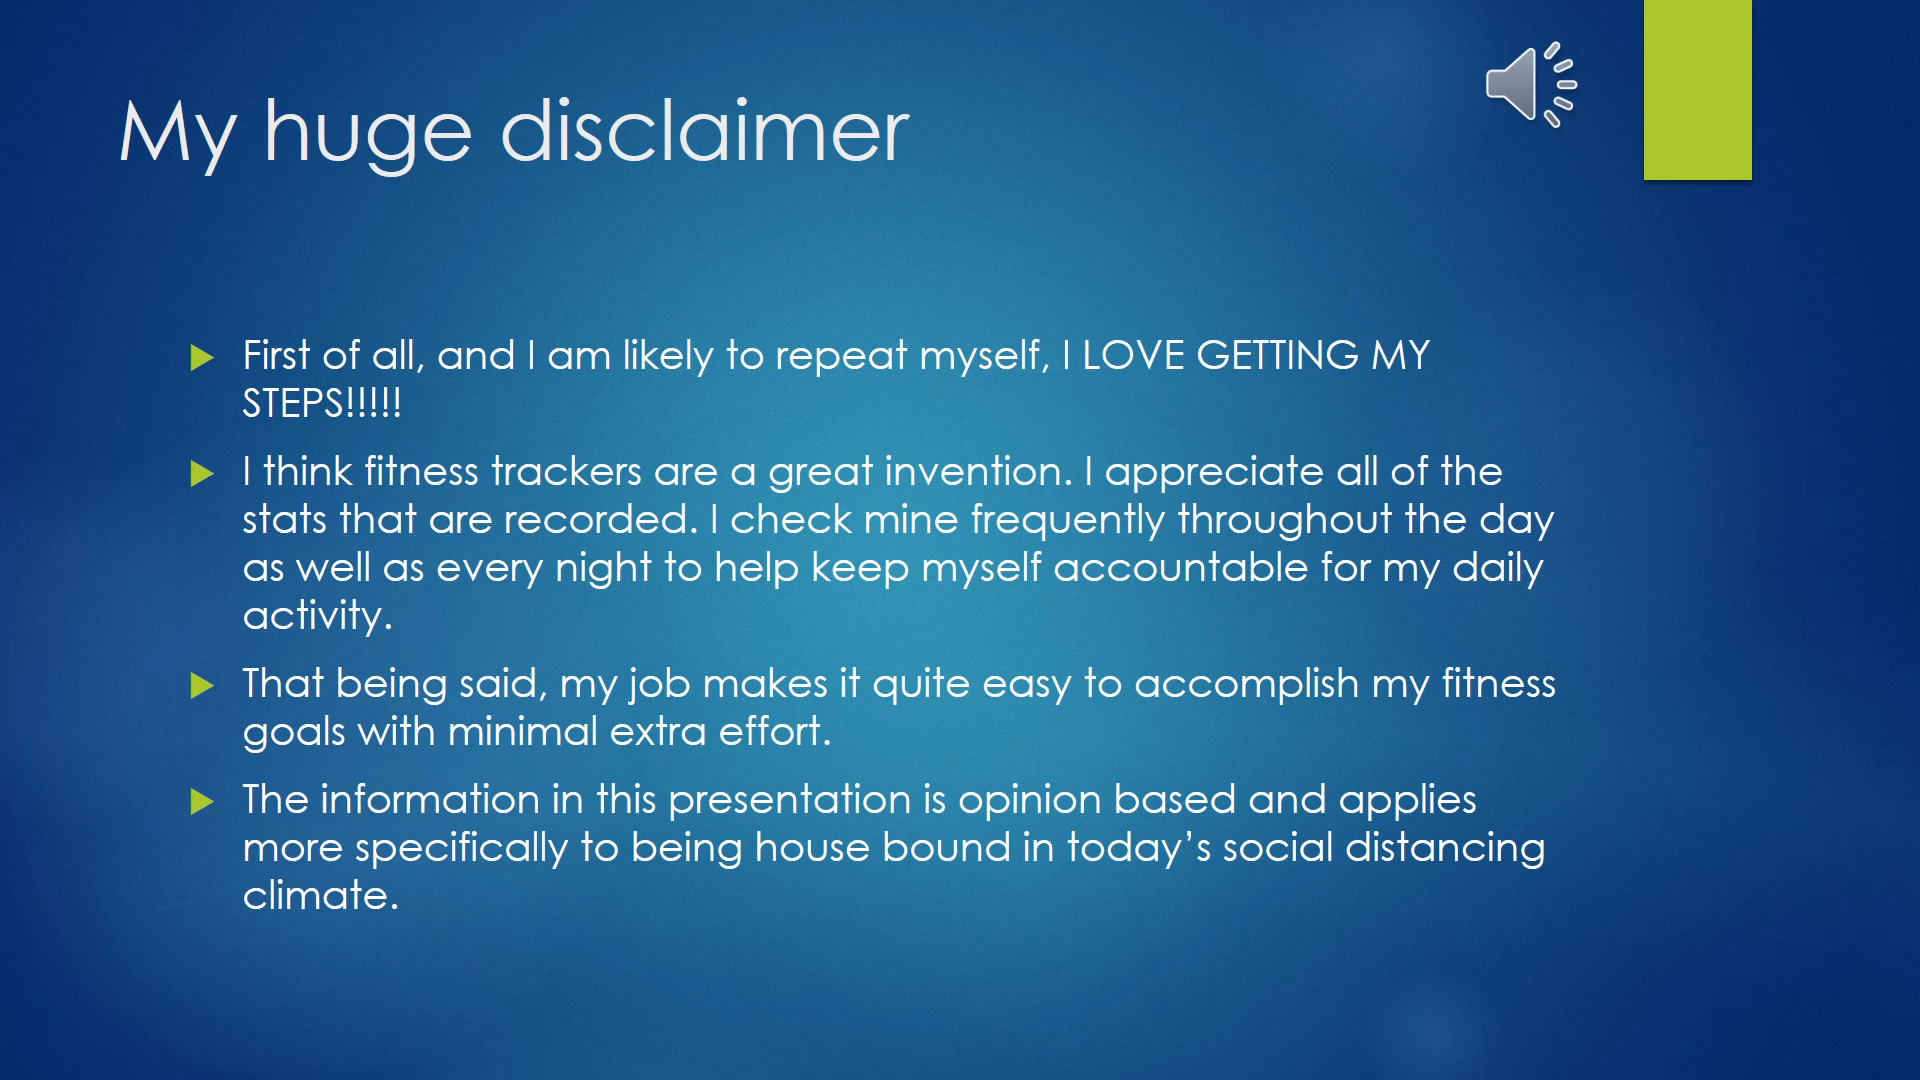 My huge disclaimer
First of all, and I am likely to repeat myself, I LOVE GETTING MY
STEPS!!!!!
I think fitness trackers are a great invention. I appreciate all of the
stats that are recorded. I check mine frequently throughout the day
as well as every night to help keep myself accountable for my daily
activity.
That being said, my job makes it quite easy to accomplish my fitness
goals with minimal extra effort.
The information in this presentation is opinion based and applies
more specifically to being house bound in today’s social distancing
climate.